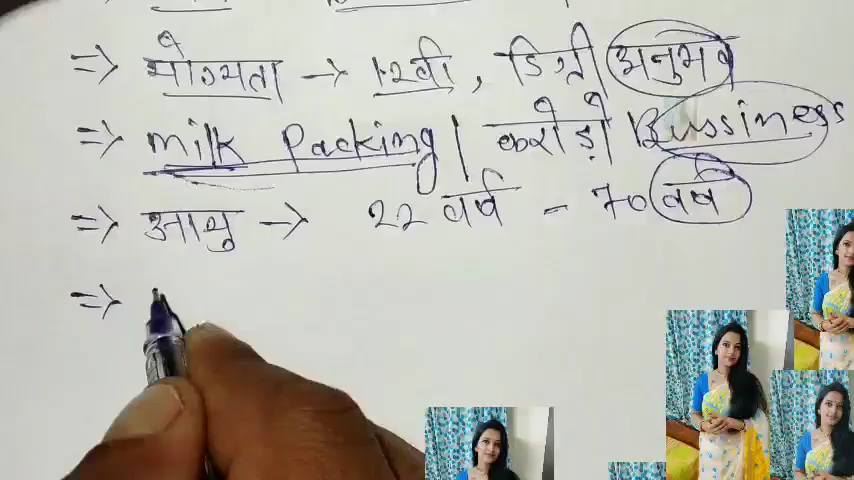 => योग्यता → 12वी, डिग्री अनुभव
=> milk Packing | करोड़ो Bussiness
=> आयु → 22 वर्ष - 70 वर्ष
=>